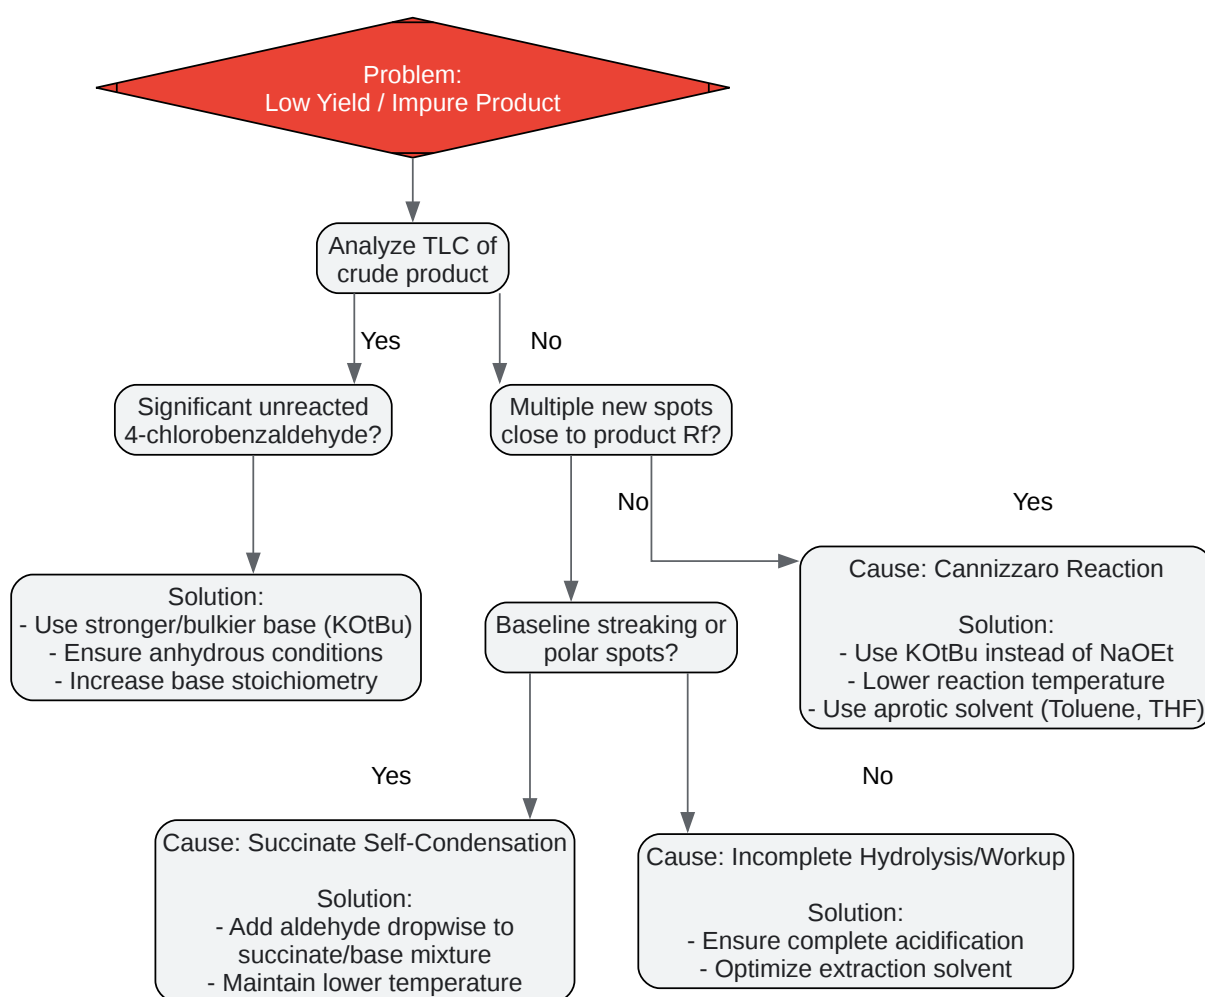 Problem:
Low Yield / Impure Product
Analyze TLC of
crude product
Yes
No
Significant unreacted
4-chlorobenzaldehyde?
Multiple new spots
close to product Rf?
No
Yes
Solution:
- Use stronger/bulkier base (KOtBu)
- Ensure anhydrous conditions
- Increase base stoichiometry
Baseline streaking or
polar spots?
Cause: Cannizzaro Reaction
Solution:
- Use KOtBu instead of NaOEt
- Lower reaction temperature
- Use aprotic solvent (Toluene, THF)
Yes
No
Cause: Succinate Self-Condensation
Solution:
- Add aldehyde dropwise to
succinate/base mixture
- Maintain lower temperature
Cause: Incomplete Hydrolysis/Workup
Solution:
- Ensure complete acidification
- Optimize extraction solvent